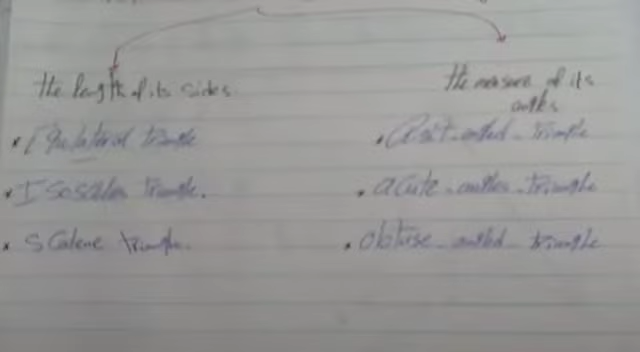 the length of its sides
the measure of its
angles
• Equilateral triangle
• Isosceles triangle.
• Scalene triangle.
angled - triangle
• acute - angled - triangle
• obtuse - angled - triangle